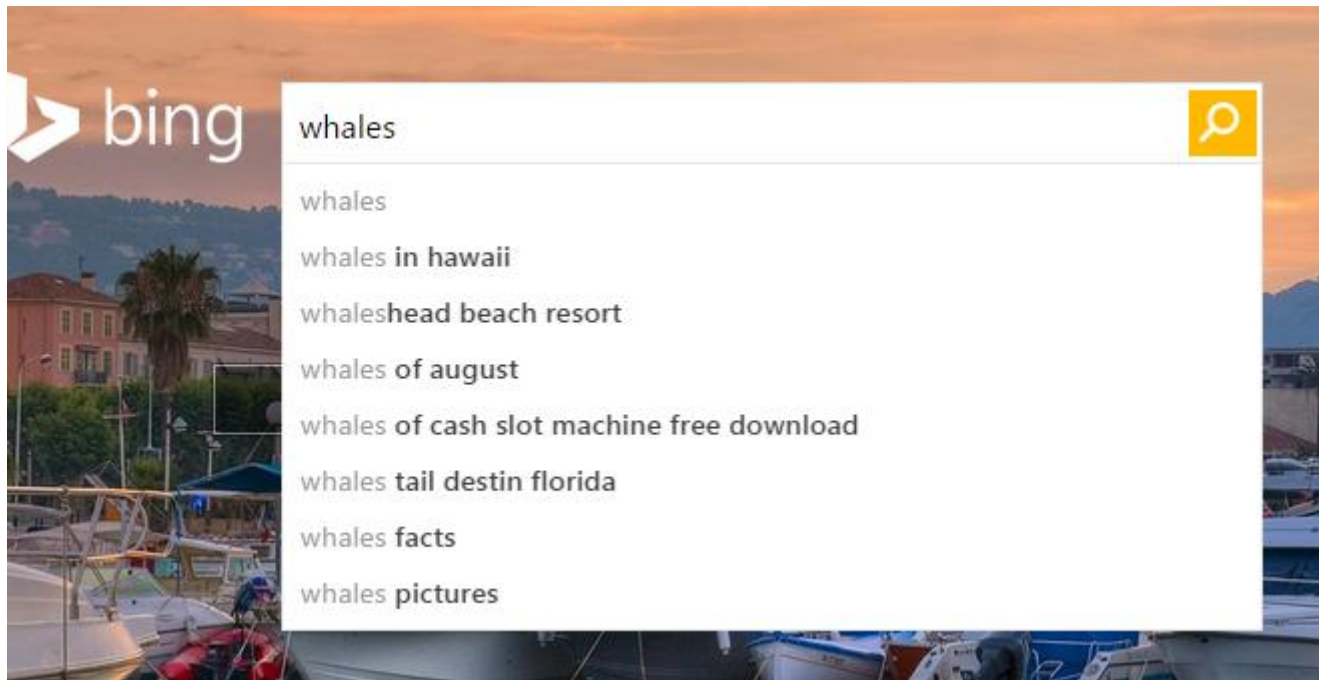 bing
whales
whales
whales in hawaii
whaleshead beach resort
whales of august
whales of cash slot machine free download
whales tail destin florida
whales facts
whales pictures